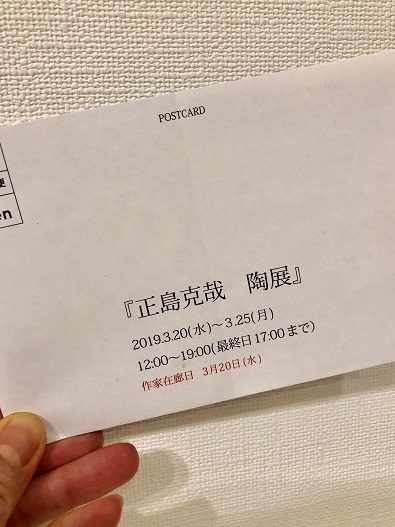 POSTCARD
便
en
『正島克哉 陶展』
2019.3.20(水)～3.25(月)
12:00～19:00(最終日17:00まで)
作家在廊日 3月20日(水)